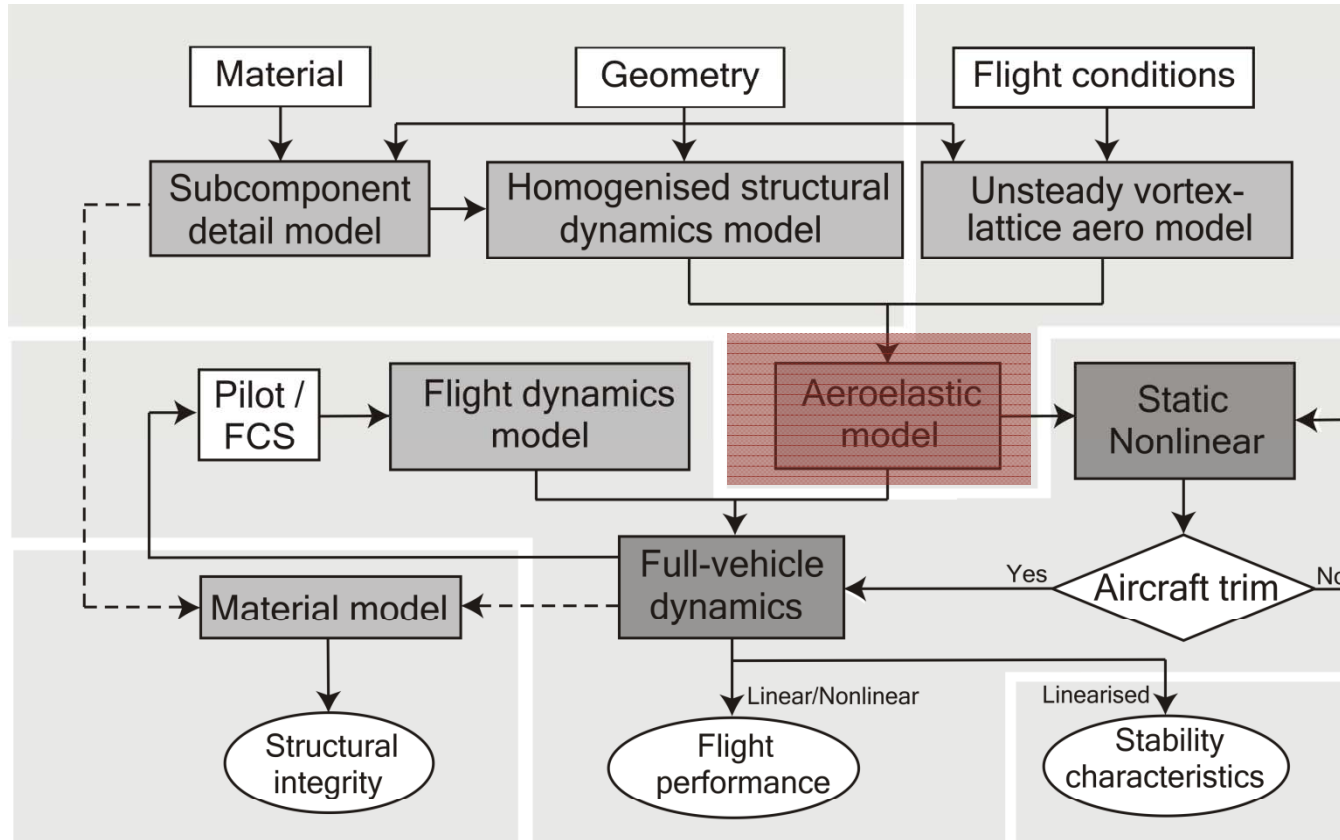 Material
Geometry
Flight conditions
Subcomponent
detail model
Homogenised structural
dynamics model
Unsteady vortex-
lattice aero model
Pilot /
FCS
Flight dynamics
model
Aeroelastic
model
Static
Nonlinear
Full-vehicle
dynamics
Yes
Aircraft trim
No
Material model
Linear/Nonlinear
Linearised
Structural
integrity
Flight
performance
Stability
characteristics